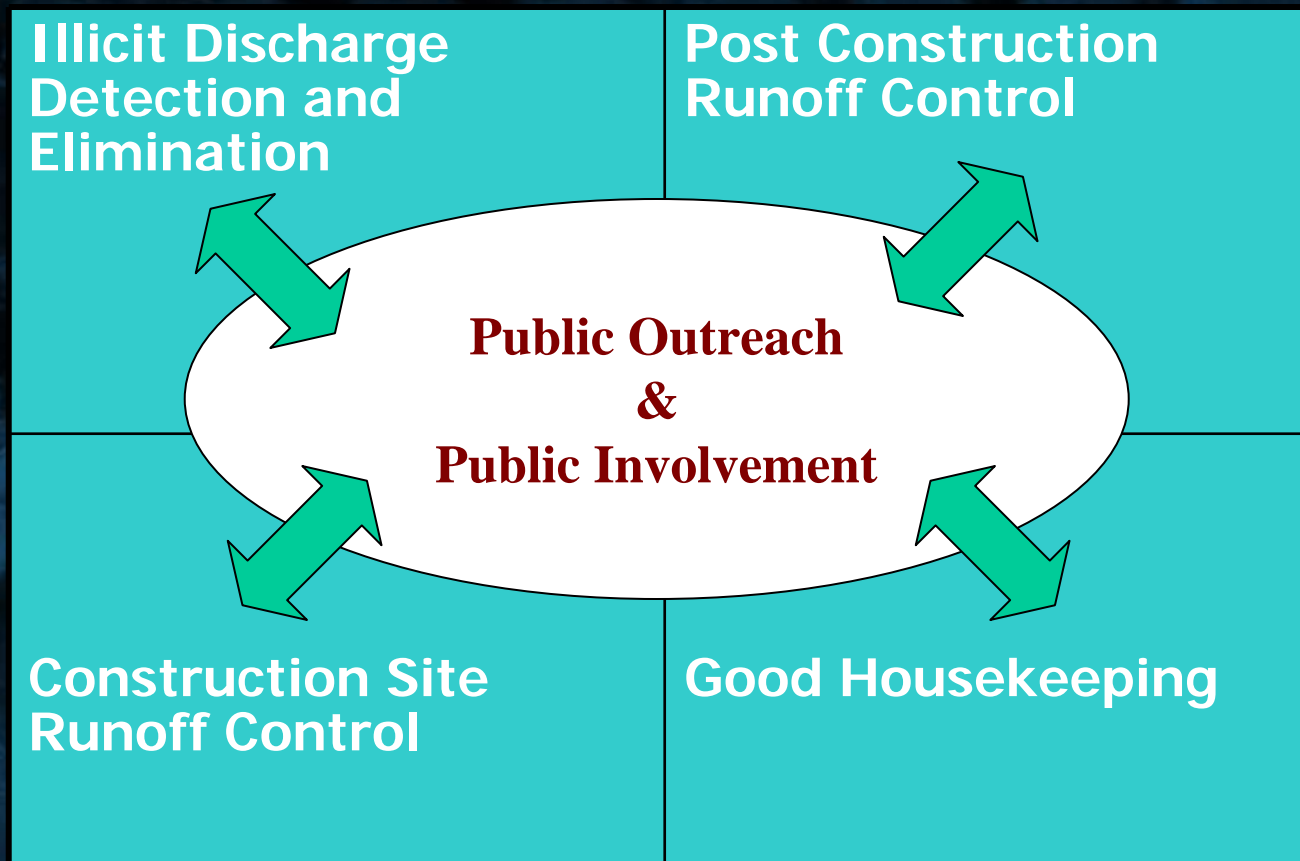 Illicit Discharge
Detection and
Elimination
Post Construction
Runoff Control
Public Outreach
&
Public Involvement
Construction Site
Runoff Control
Good Housekeeping